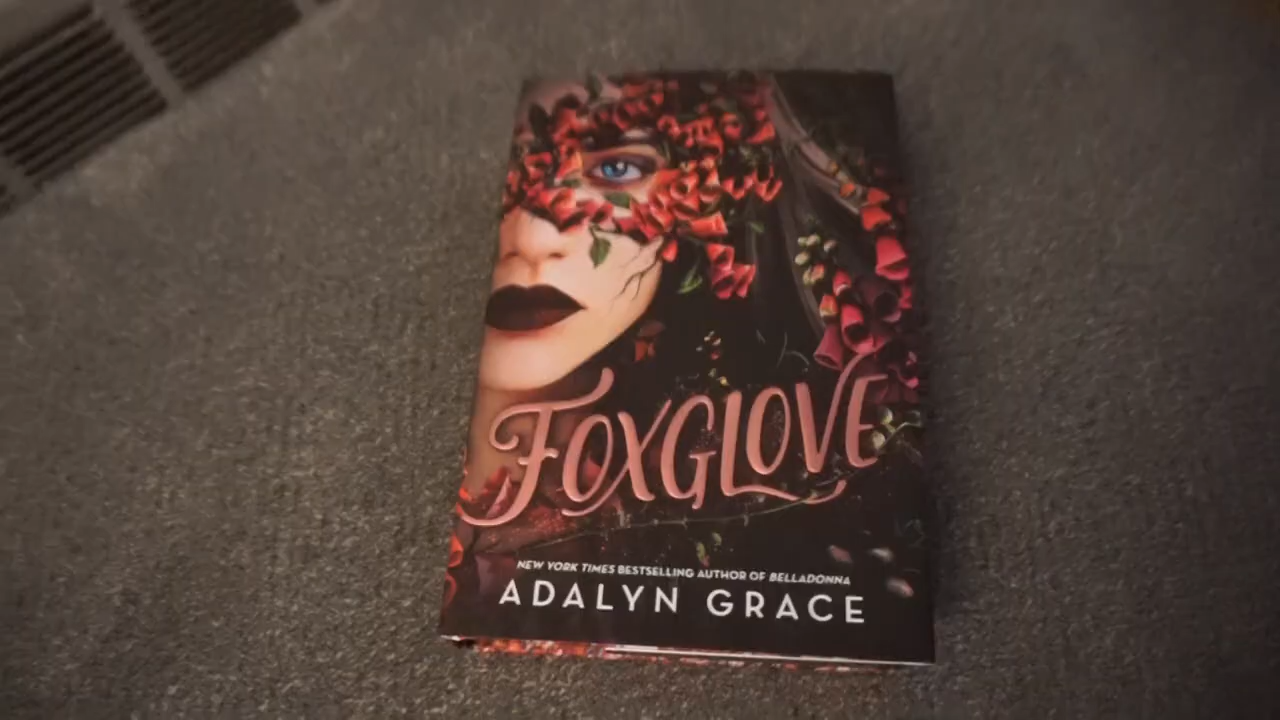 FOXGLOVE
NEW YORK TIMES BESTSELLING AUTHOR OF BELLADONNA
ADALYN GRACE